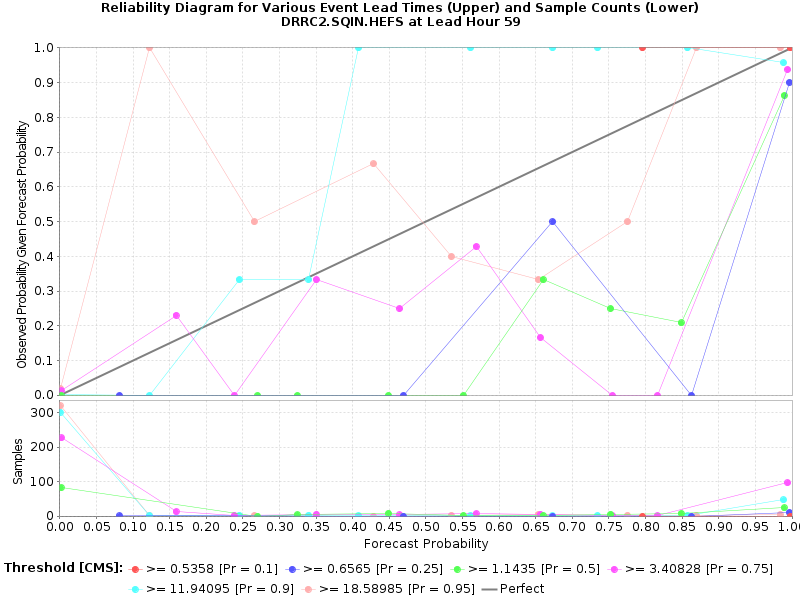 Reliability Diagram for Various Event Lead Times (Upper) and Sample Counts (Lower)
DRRC2.SQIN.HEFS at Lead Hour 59
Observed Probability Given Forecast Probability
1.0
0.9
0.8
0.7
0.6
0.5
0.4
0.3
0.2
0.1
0.0
Samples
300
200
100
0
0.00 0.05 0.10 0.15 0.20 0.25 0.30 0.35 0.40 0.45 0.50 0.55 0.60 0.65 0.70 0.75 0.80 0.85 0.90 0.95 1.00
Forecast Probability
Threshold [CMS]: >= 0.5358 [Pr = 0.1] >= 0.6565 [Pr = 0.25] >= 1.1435 [Pr = 0.5] >= 3.40828 [Pr = 0.75]
>= 11.94095 [Pr = 0.9] >= 18.58985 [Pr = 0.95] Perfect